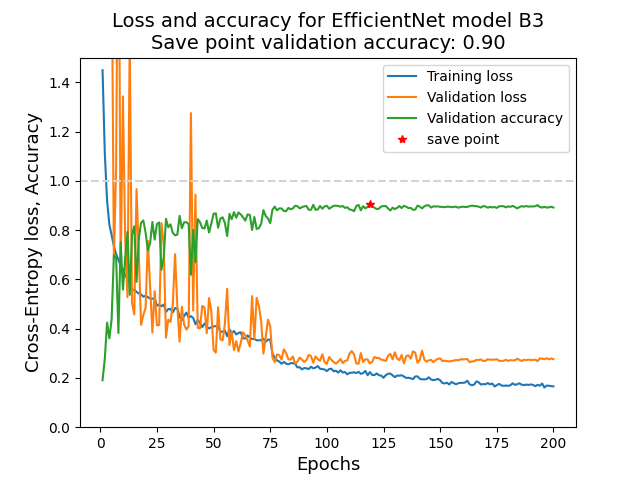 Loss and accuracy for EfficientNet model B3
Save point validation accuracy: 0.90
Training loss
Validation loss
Validation accuracy
save point
Cross-Entropy loss, Accuracy
1.4
1.2
1.0
0.8
0.6
0.4
0.2
0.0
0 25 50 75 100 125 150 175 200
Epochs